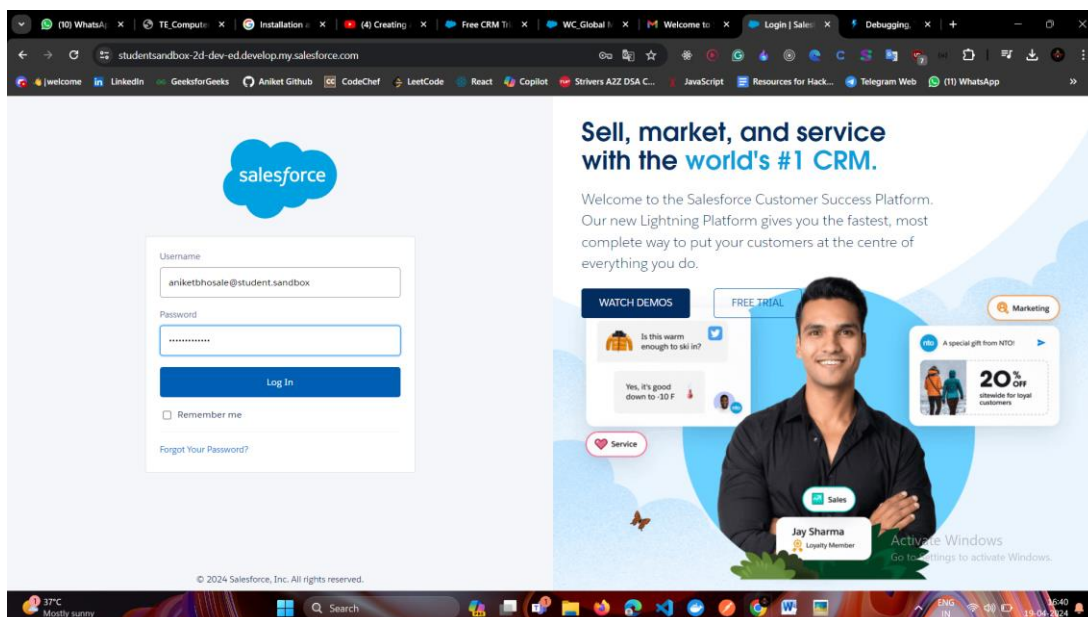 (10) WhatsA
TE_Compute
Installation a
(4) Creating
Free CRM Tri
WC_Global
Welcome to
Login | Sales
Debugging,
studentsandbox-2d-dev-ed.develop.my.salesforce.com
|welcome
LinkedIn
GeeksforGeeks
Aniket Github
CodeChef
LeetCode
React
Copilot
Strivers A2Z DSA C...
JavaScript
Resources for Hack...
Telegram Web
(11) WhatsApp
salesforce
Username
aniketbhosale@student.sandbox
Password
Log In
Remember me
Forgot Your Password?
© 2024 Salesforce, Inc. All rights reserved.
Sell, market, and service
with the world's #1 CRM.
Welcome to the Salesforce Customer Success Platform.
Our new Lightning Platform gives you the fastest, most
complete way to put your customers at the centre of
everything you do.
WATCH DEMOS
FREE TRIAL
Is this warm
enough to ski in?
Yes, it's good
down to -10 F
nto
Service
Marketing
nto
A special gift from NTO!
20% OFF
sitewide for loyal
customers
Sales
Jay Sharma
Loyalty Member
Activate Windows
Go to Settings to activate Windows.
37°C
Mostly sunny
Search
ENG
IN
16:40
19-04-2024